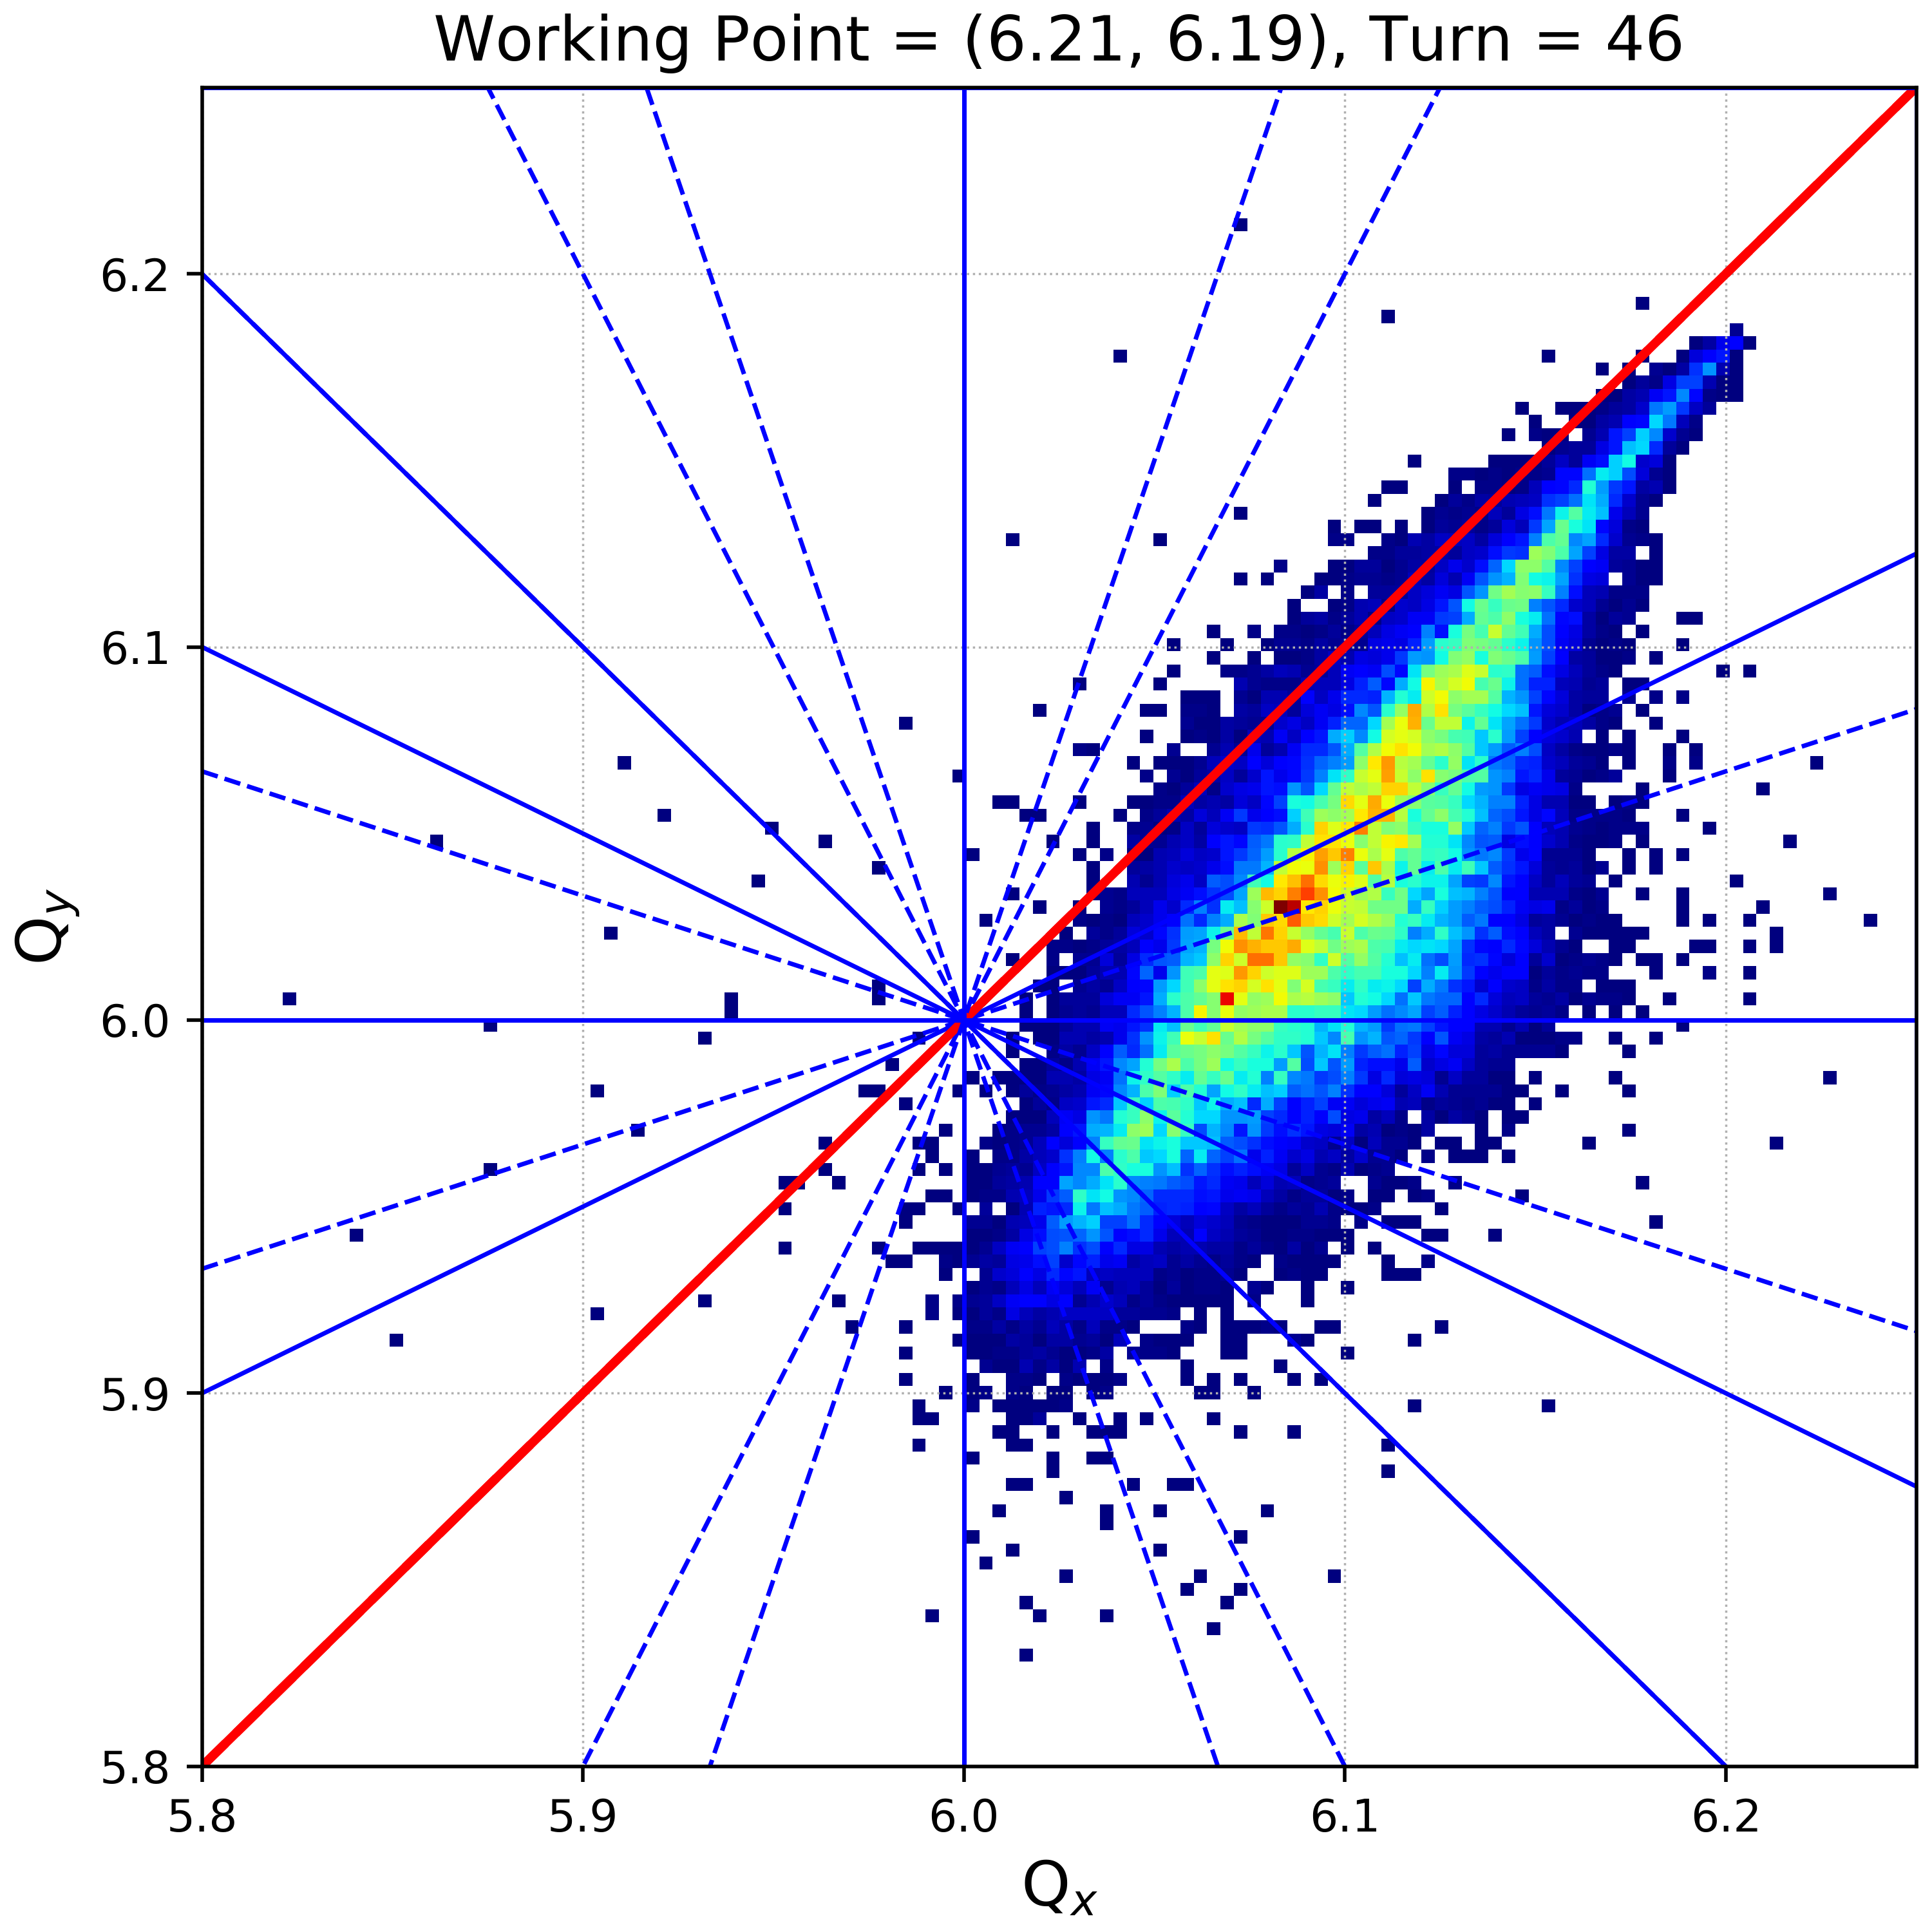 Working Point = (6.21, 6.19), Turn = 46
6.2
6.1
6.0
5.9
5.8
Qy
5.8 5.9 6.0 6.1 6.2
Qx